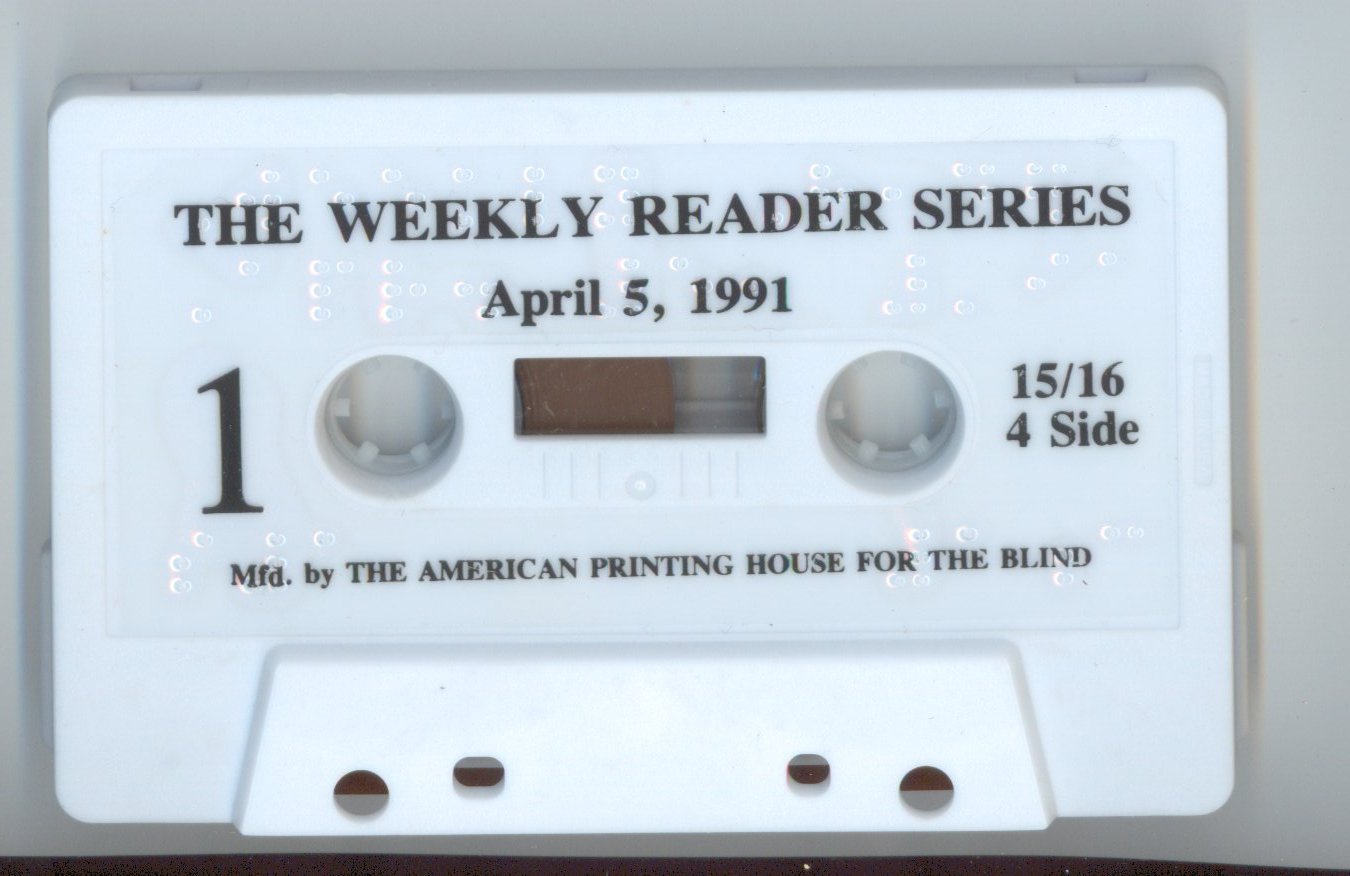 THE WEEKLY READER SERIES
April 5, 1991
1
15/16
4 Side
Mfd. by THE AMERICAN PRINTING HOUSE FOR THE BLIND